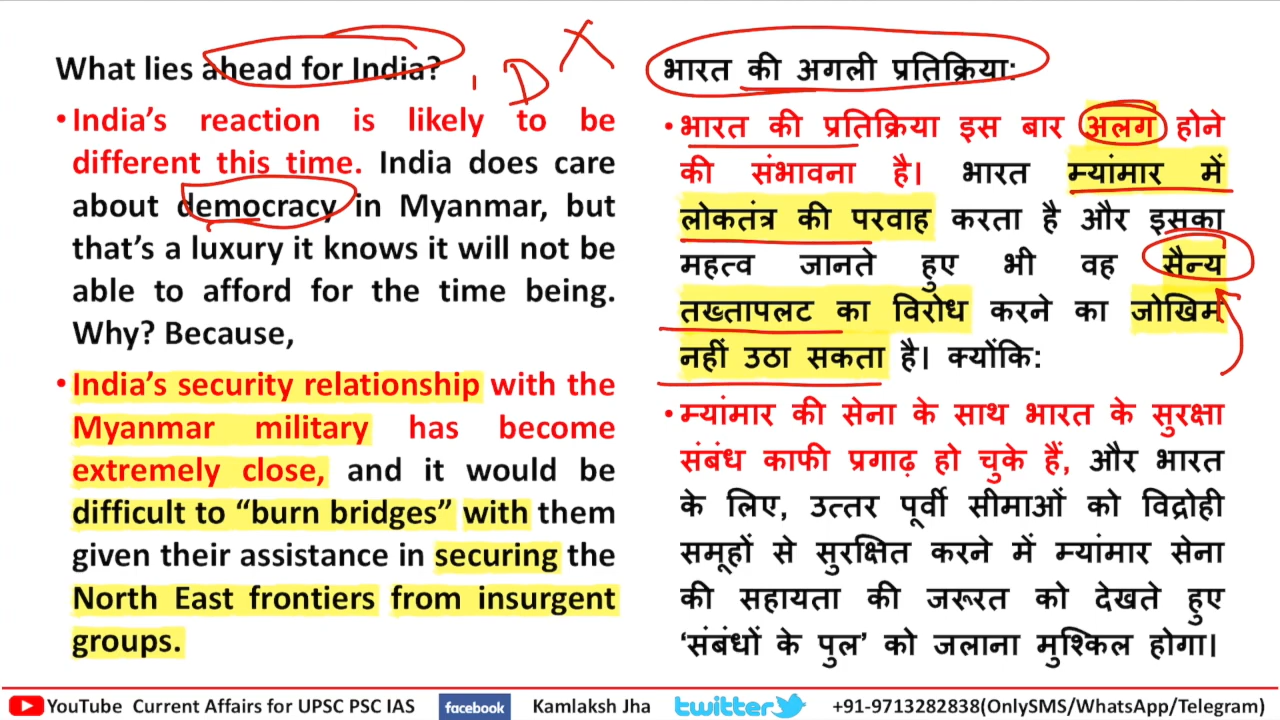 What lies ahead for India?
, D X
• India's reaction is likely to be
different this time. India does care
about democracy in Myanmar, but
that's a luxury it knows it will not be
able to afford for the time being.
Why? Because,
• India's security relationship with the
Myanmar military has become
extremely close, and it would be
difficult to “burn bridges” with them
given their assistance in securing the
North East frontiers from insurgent
groups.
भारत की अगली प्रतिक्रिया:
• भारत की प्रतिक्रिया इस बार अलग होने
की संभावना है। भारत म्यांमार में
लोकतंत्र की परवाह करता है और इसका
महत्व जानते हुए भी वह सैन्य
तख्तापलट का विरोध करने का जोखिम
नहीं उठा सकता है। क्योंकि:
• म्यांमार की सेना के साथ भारत के सुरक्षा
संबंध काफी प्रगाढ़ हो चुके हैं, और भारत
के लिए, उत्तर पूर्वी सीमाओं को विद्रोही
समूहों से सुरक्षित करने में म्यांमार सेना
की सहायता की जरूरत को देखते हुए
‘संबंधों के पुल’ को जलाना मुश्किल होगा।
YouTube Current Affairs for UPSC PSC IAS facebook Kamlaksh Jha twitter +91-9713282838(OnlySMS/WhatsApp/Telegram)